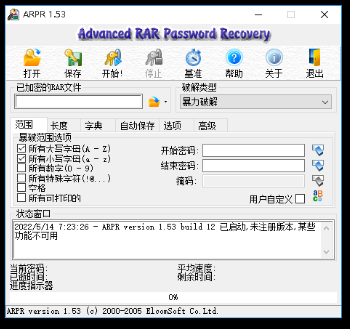 ARPR 1.53
Advanced RAR Password Recovery
打开 保存 开始! 停止 基准 帮助 关于 退出
已加密的RAR文件 破解类型
暴力破解
范围 长度 字典 自动保存 选项 高级
暴破范围选项
所有大写字母(A - Z) 开始密码:
所有小写字母(a - z)
所有数字(0 - 9) 结束密码:
所有特殊字符(!@...) 掩码:
空格
所有可打印的 用户自定义
状态窗口
2022/5/14 7:23:26 - ARPR version 1.53 build 12 已启动,未注册版本,某些
功能不可用
当前密码: 平均速度:
已做时间: 剩余时间:
进度指示器
0%
ARPR version 1.53 (c) 2000-2005 ElcomSoft Co.Ltd.